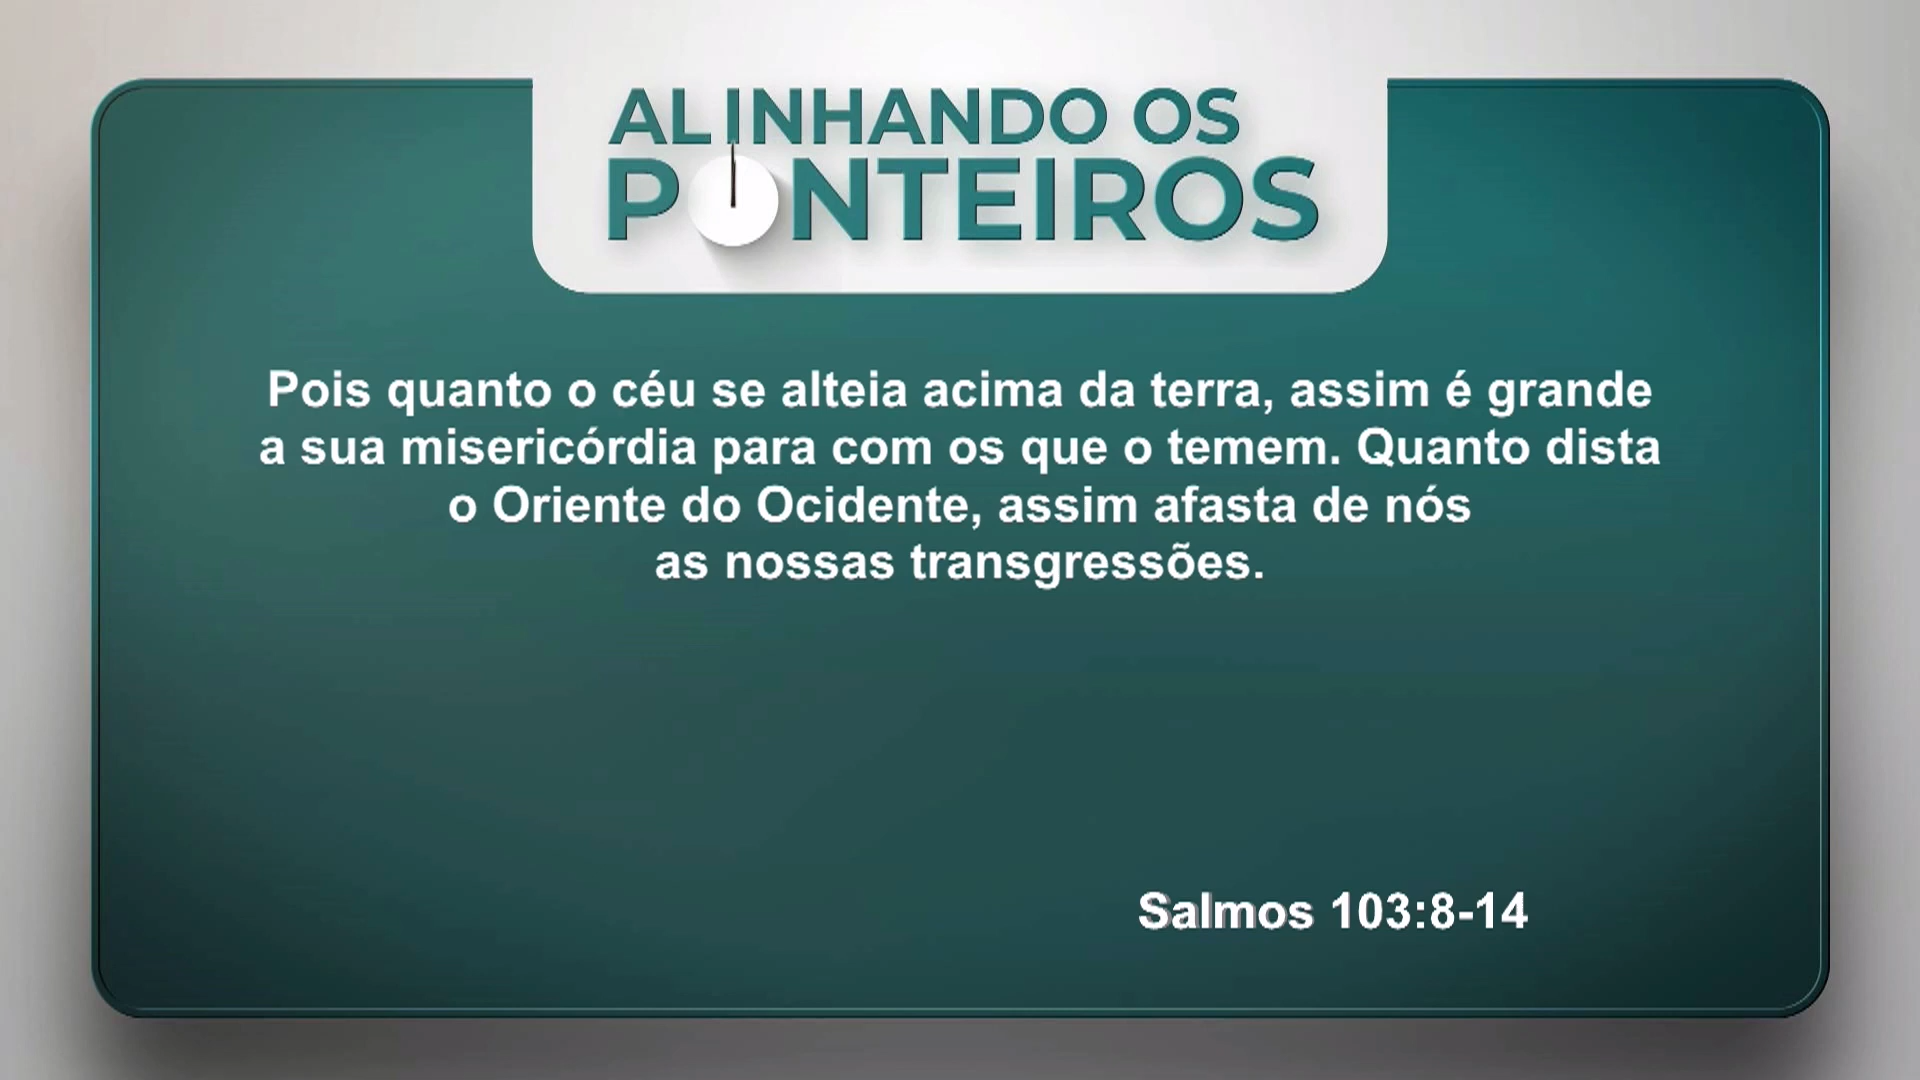 ALINHANDO OS
PONTEIROS
Pois quanto o céu se alteia acima da terra, assim é grande
a sua misericórdia para com os que o temem. Quanto dista
o Oriente do Ocidente, assim afasta de nós
as nossas transgressões.
Salmos 103:8-14